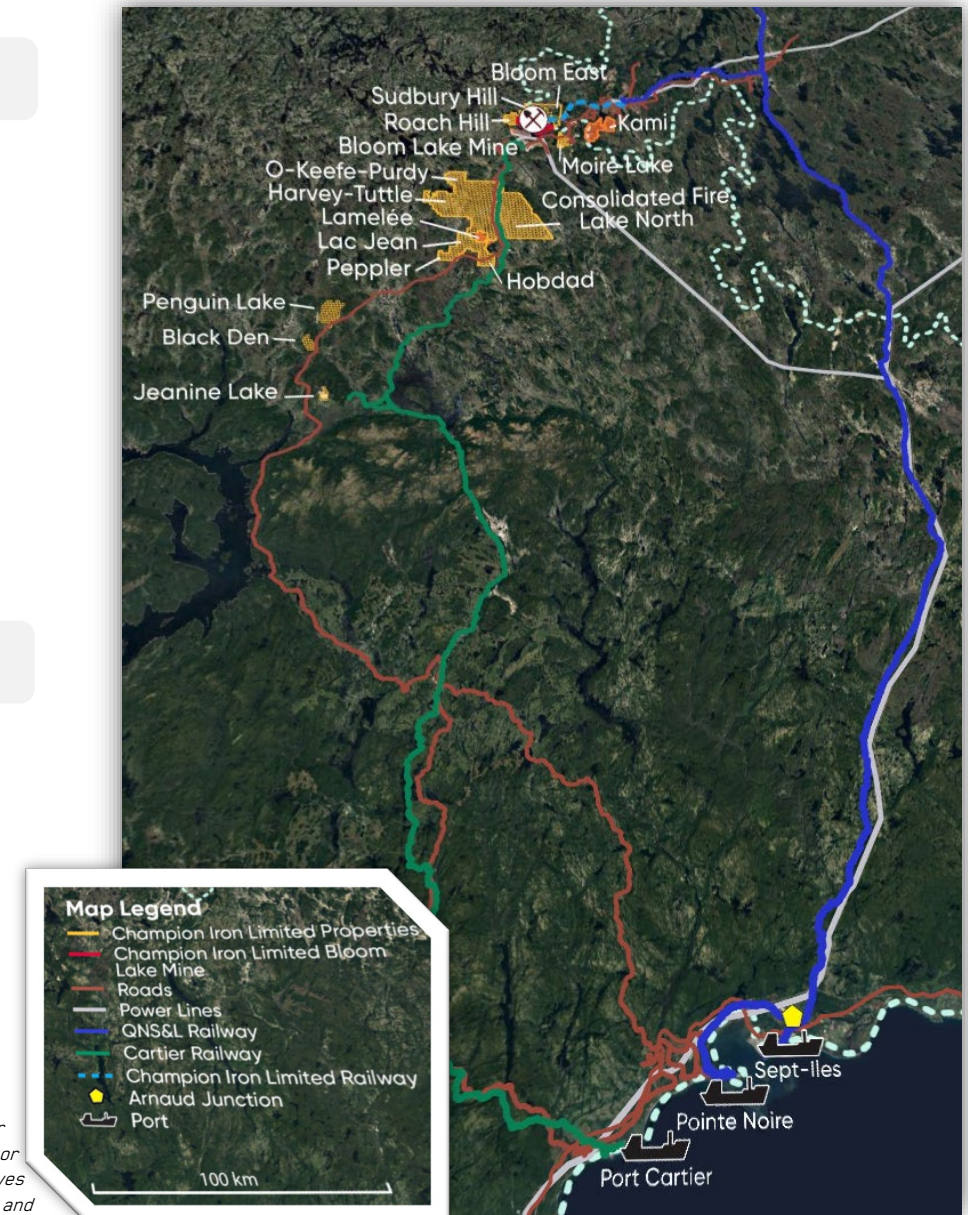 Bloom East
Sudbury Hill
Roach Hill
Kami
Bloom Lake Mine
Moire Lake
O-Keefe-Purdy
Harvey-Tuttle
Consolidated Fire
Lake North
Lamelée
Lac Jean
Peppler
Hobdad
Penguin Lake
Black Den
Jeanine Lake
Map Legend
Champion Iron Limited Properties
Champion Iron Limited Bloom
Lake Mine
Roads
Power Lines
QNS&L Railway
Cartier Railway
Champion Iron Limited Railway
Arnaud Junction
Port
100 km
Sept-Îles
Pointe Noire
Port Cartier
or
and